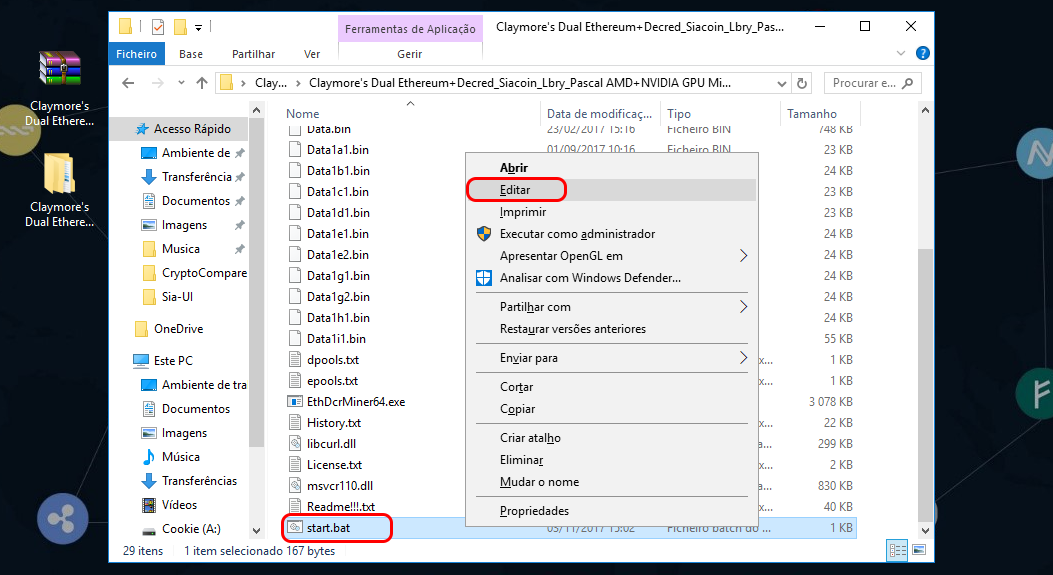 Claymore's
Dual Ethere...
Claymore's
Dual Ethere...
Ferramentas de Aplicação
Claymore's Dual Ethereum+Decred_Siacoin_Lbry_Pas...
Ficheiro
Base
Partilhar
Ver
Gerir
Clay...
Claymore's Dual Ethereum+Decred_Siacoin_Lbry_Pascal AMD+NVIDIA GPU Mi...
Procurar e...
Acesso Rápido
Ambiente de
Transferência
Documentos
Imagens
Musica
CryptoCompare
Sia-UI
OneDrive
Este PC
Ambiente de tra
Documentos
Imagens
Música
Transferências
Vídeos
Cookie (A:)
Nome Data de modificaç... Tipo Tamanho
Data.bin 23/02/2017 15:16 Ficheiro BIN 748 KB
Data1a1.bin 01/09/2017 10:16 Ficheiro BIN 23 KB
Data1b1.bin 24 KB
Data1c1.bin 23 KB
Data1d1.bin 24 KB
Data1e1.bin 23 KB
Data1e2.bin 24 KB
Data1g1.bin 24 KB
Data1g2.bin 24 KB
Data1h1.bin 24 KB
Data1i1.bin 55 KB
dpools.txt x... 1 KB
epools.txt x... 1 KB
EthDcrMiner64.exe 3 078 KB
History.txt x... 22 KB
libcurl.dll a... 299 KB
License.txt x... 2 KB
msvcr110.dll a... 830 KB
Readme!!!.txt x... 40 KB
start.bat 03/11/2017 15:02 Ficheiro batch do ... 1 KB
Abrir
Editar
Imprimir
Executar como administrador
Apresentar OpenGL em
Analisar com Windows Defender...
Partilhar com
Restaurar versões anteriores
Enviar para
Cortar
Copiar
Criar atalho
Eliminar
Mudar o nome
Propriedades
29 itens
1 item selecionado 167 bytes